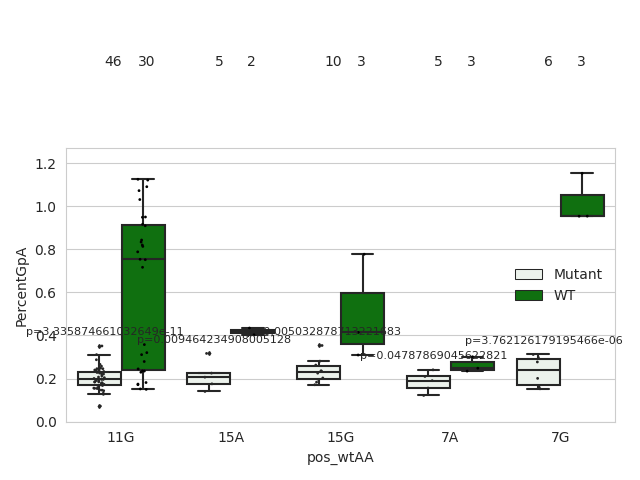 46 30 5 2 10 3 5 3 6 3
1.2
1.0
0.8
0.6
0.4
0.2
0.0
PercentGpA
Mutant
WT
p=3.335874661032649e-11
p=0.009464234908005128
p=0.04787869045622821
p=3.762126179195466e-06
11G 15A 15G 7A 7G
pos_wtAA